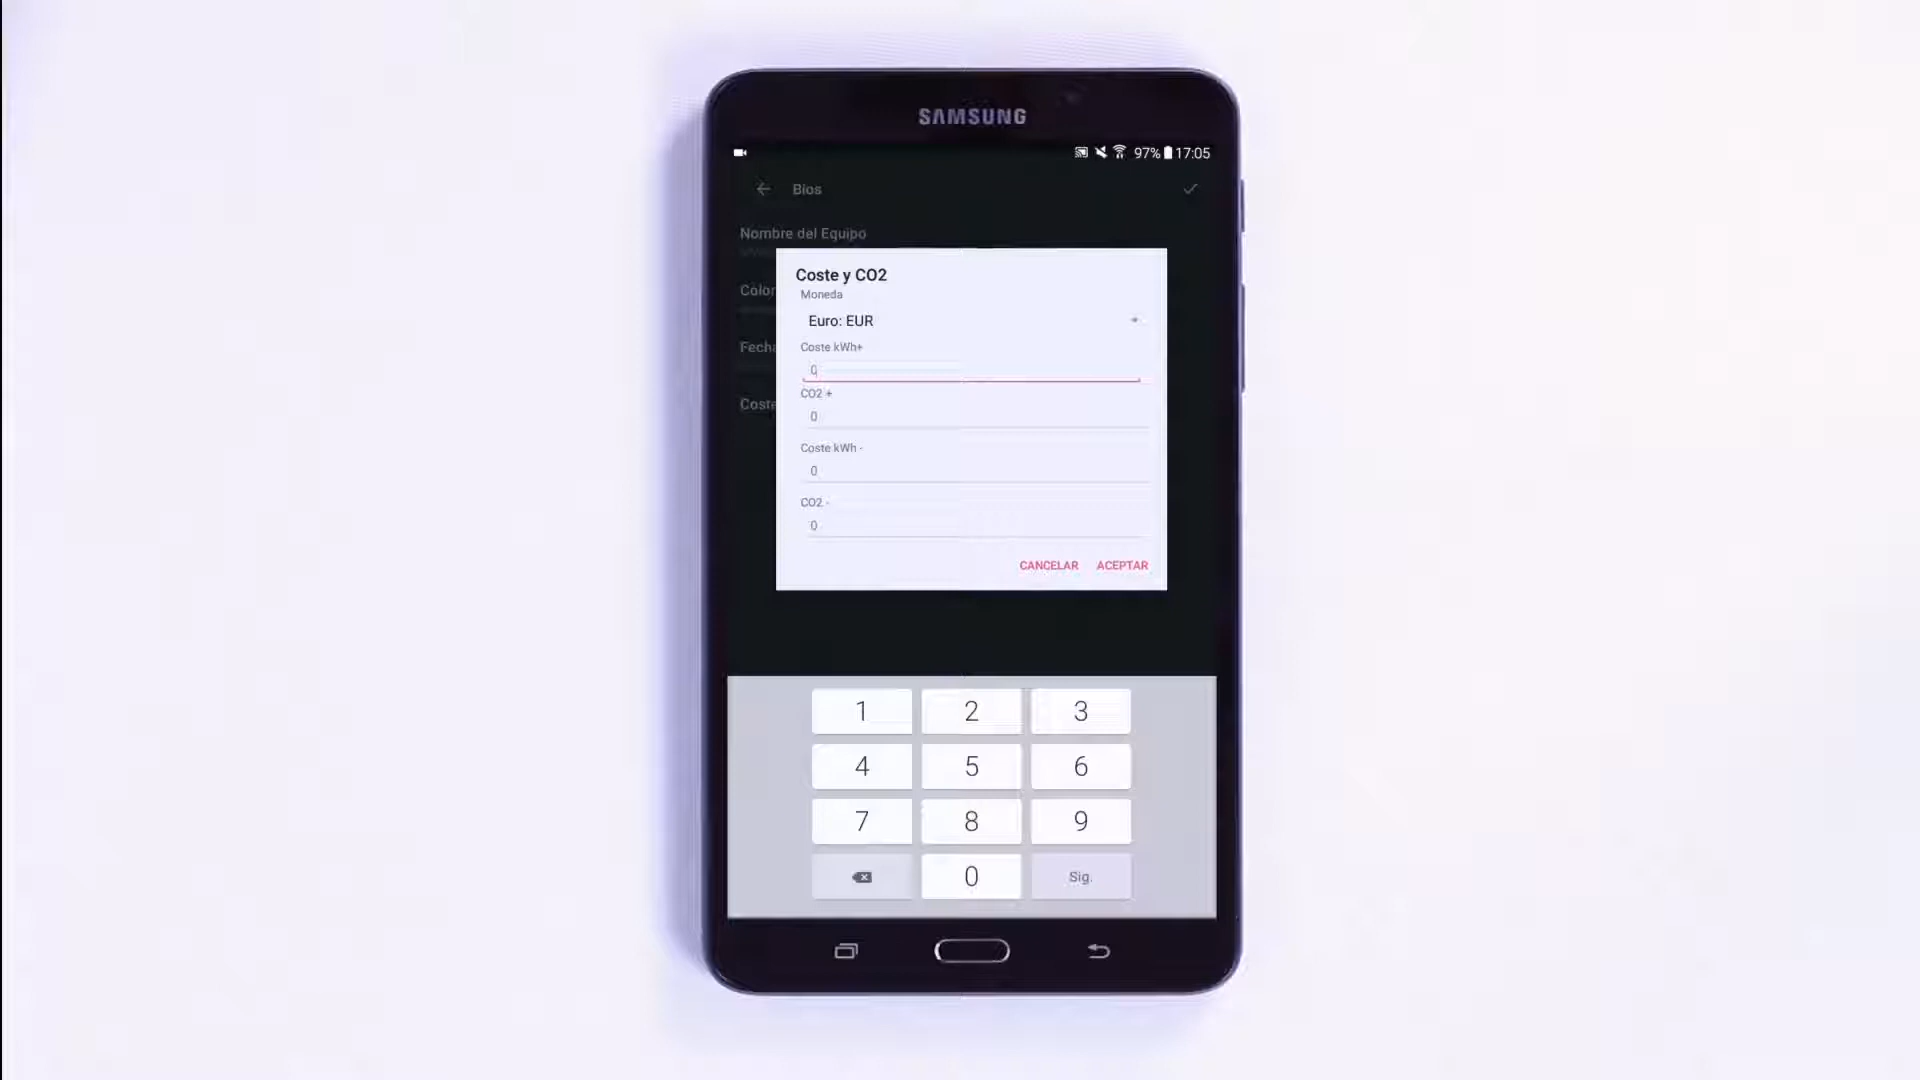 SAMSUNG
97% 17:05
Bios
Nombre del Equipo
Color
Fecha
Coste
Coste y CO2
Moneda
Euro: EUR
Coste kWh+
0
CO2 +
0
Coste kWh -
0
CO2 -
0
CANCELAR ACEPTAR
1 2 3
4 5 6
7 8 9
0 Sig.